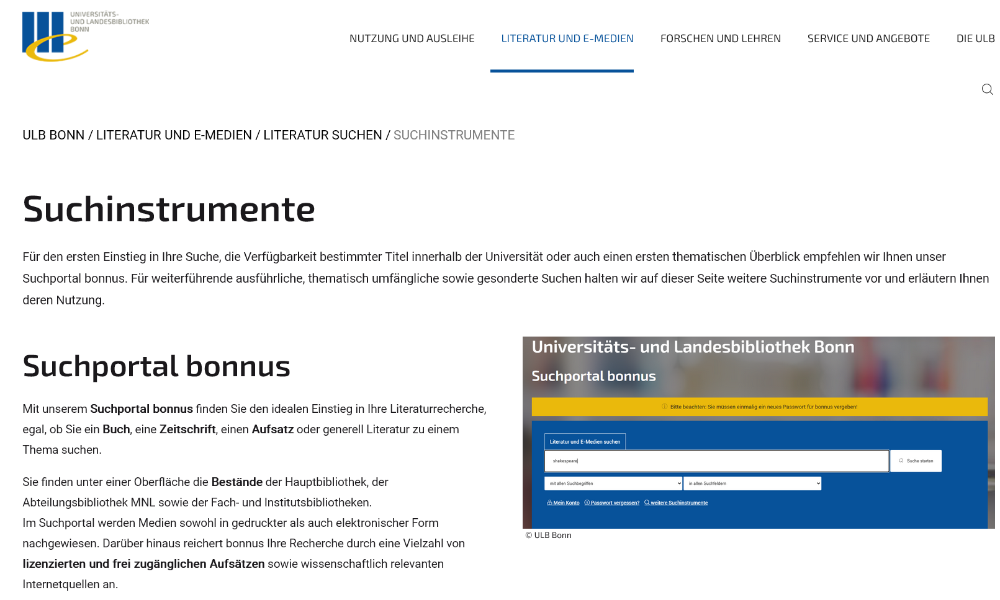 UNIVERSITÄTS-
UND LANDESBIBLIOTHEK
BONN
NUTZUNG UND AUSLEIHE
LITERATUR UND E-MEDIEN
FORSCHEN UND LEHREN
SERVICE UND ANGEBOTE
DIE ULB
ULB BONN / LITERATUR UND E-MEDIEN / LITERATUR SUCHEN / SUCHINSTRUMENTE
Suchinstrumente
Für den ersten Einstieg in Ihre Suche, die Verfügbarkeit bestimmter Titel innerhalb der Universität oder auch einen ersten thematischen Überblick empfehlen wir Ihnen unser
Suchportal bonnus. Für weiterführende ausführliche, thematisch umfängliche sowie gesonderte Suchen halten wir auf dieser Seite weitere Suchinstrumente vor und erläutern Ihnen
deren Nutzung.
Suchportal bonnus
Mit unserem Suchportal bonnus finden Sie den idealen Einstieg in Ihre Literaturrecherche,
egal, ob Sie ein Buch, eine Zeitschrift, einen Aufsatz oder generell Literatur zu einem
Thema suchen.
Sie finden unter einer Oberfläche die Bestände der Hauptbibliothek, der
Abteilungsbibliothek MNL sowie der Fach- und Institutsbibliotheken.
Im Suchportal werden Medien sowohl in gedruckter als auch elektronischer Form
nachgewiesen. Darüber hinaus reichert bonnus Ihre Recherche durch eine Vielzahl von
lizenzierten und frei zugänglichen Aufsätzen sowie wissenschaftlich relevanten
Internetquellen an.
Universitäts- und Landesbibliothek Bonn
Suchportal bonnus
Bitte beachten: Sie müssen einmalig ein neues Passwort für bonnus vergeben!
Literatur und E-Medien suchen
shakespeare
Suche starten
mit allen Suchbegriffen
in allen Suchfeldern
Mein Konto
Passwort vergessen?
weitere Suchinstrumente
© ULB Bonn